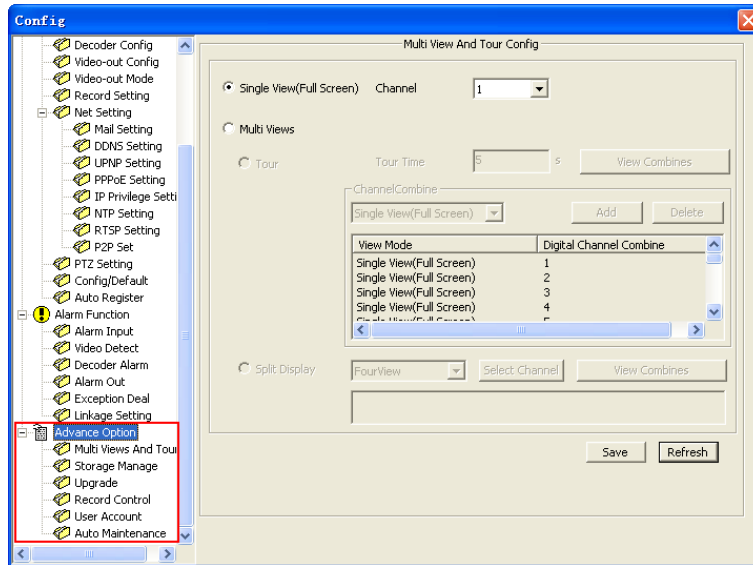 Config
Decoder Config
Video-out Config
Video-out Mode
Record Setting
Net Setting
Mail Setting
DDNS Setting
UPNP Setting
PPPoE Setting
IP Privilege Setti
NTP Setting
RTSP Setting
P2P Set
PTZ Setting
Config/Default
Auto Register
Alarm Function
Alarm Input
Video Detect
Decoder Alarm
Alarm Out
Exception Deal
Linkage Setting
Advance Option
Multi Views And Tour
Storage Manage
Upgrade
Record Control
User Account
Auto Maintenance
Multi View And Tour Config
Single View(Full Screen) Channel 1
Multi Views
Tour Tour Time 5 s View Combines
ChannelCombine
Single View(Full Screen) Add Delete
View Mode Digital Channel Combine
Single View(Full Screen) 1
Single View(Full Screen) 2
Single View(Full Screen) 3
Single View(Full Screen) 4
Single View(Full Screen) 5
Split Display FourView Select Channel View Combines
Save Refresh